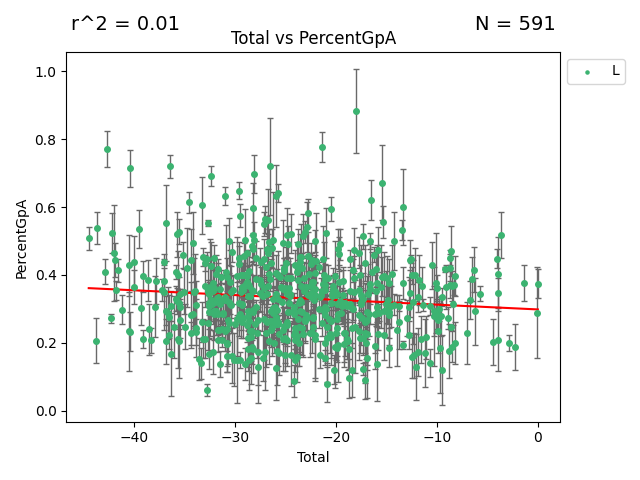 r^2 = 0.01
N = 591
Total vs PercentGpA
L
PercentGpA
1.0
0.8
0.6
0.4
0.2
0.0
−40
−30
−20
−10
0
Total